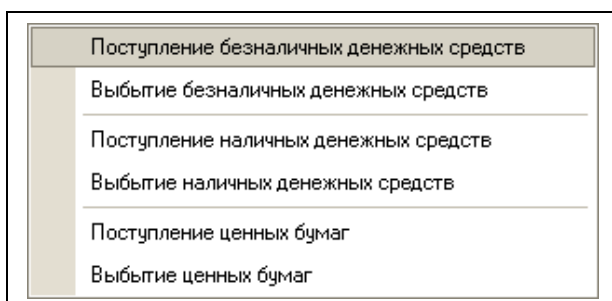 Поступление безналичных денежных средств
Выбытие безналичных денежных средств
Поступление наличных денежных средств
Выбытие наличных денежных средств
Поступление ценных бумаг
Выбытие ценных бумаг